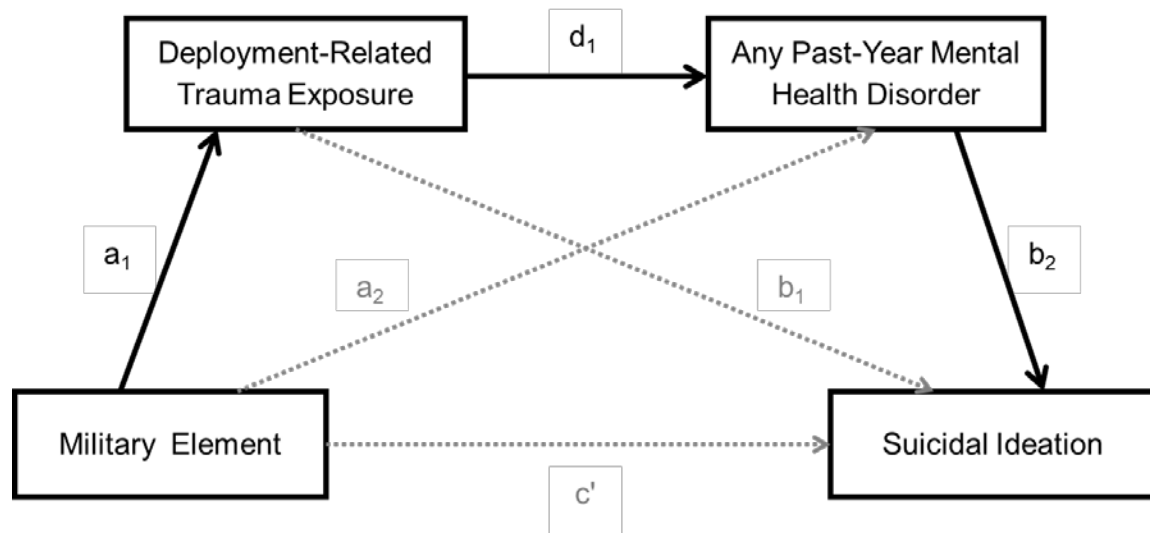 Deployment-Related
Trauma Exposure
d₁
Any Past-Year Mental
Health Disorder
a₁
a₂
b₁
b₂
Military Element
c'
Suicidal Ideation